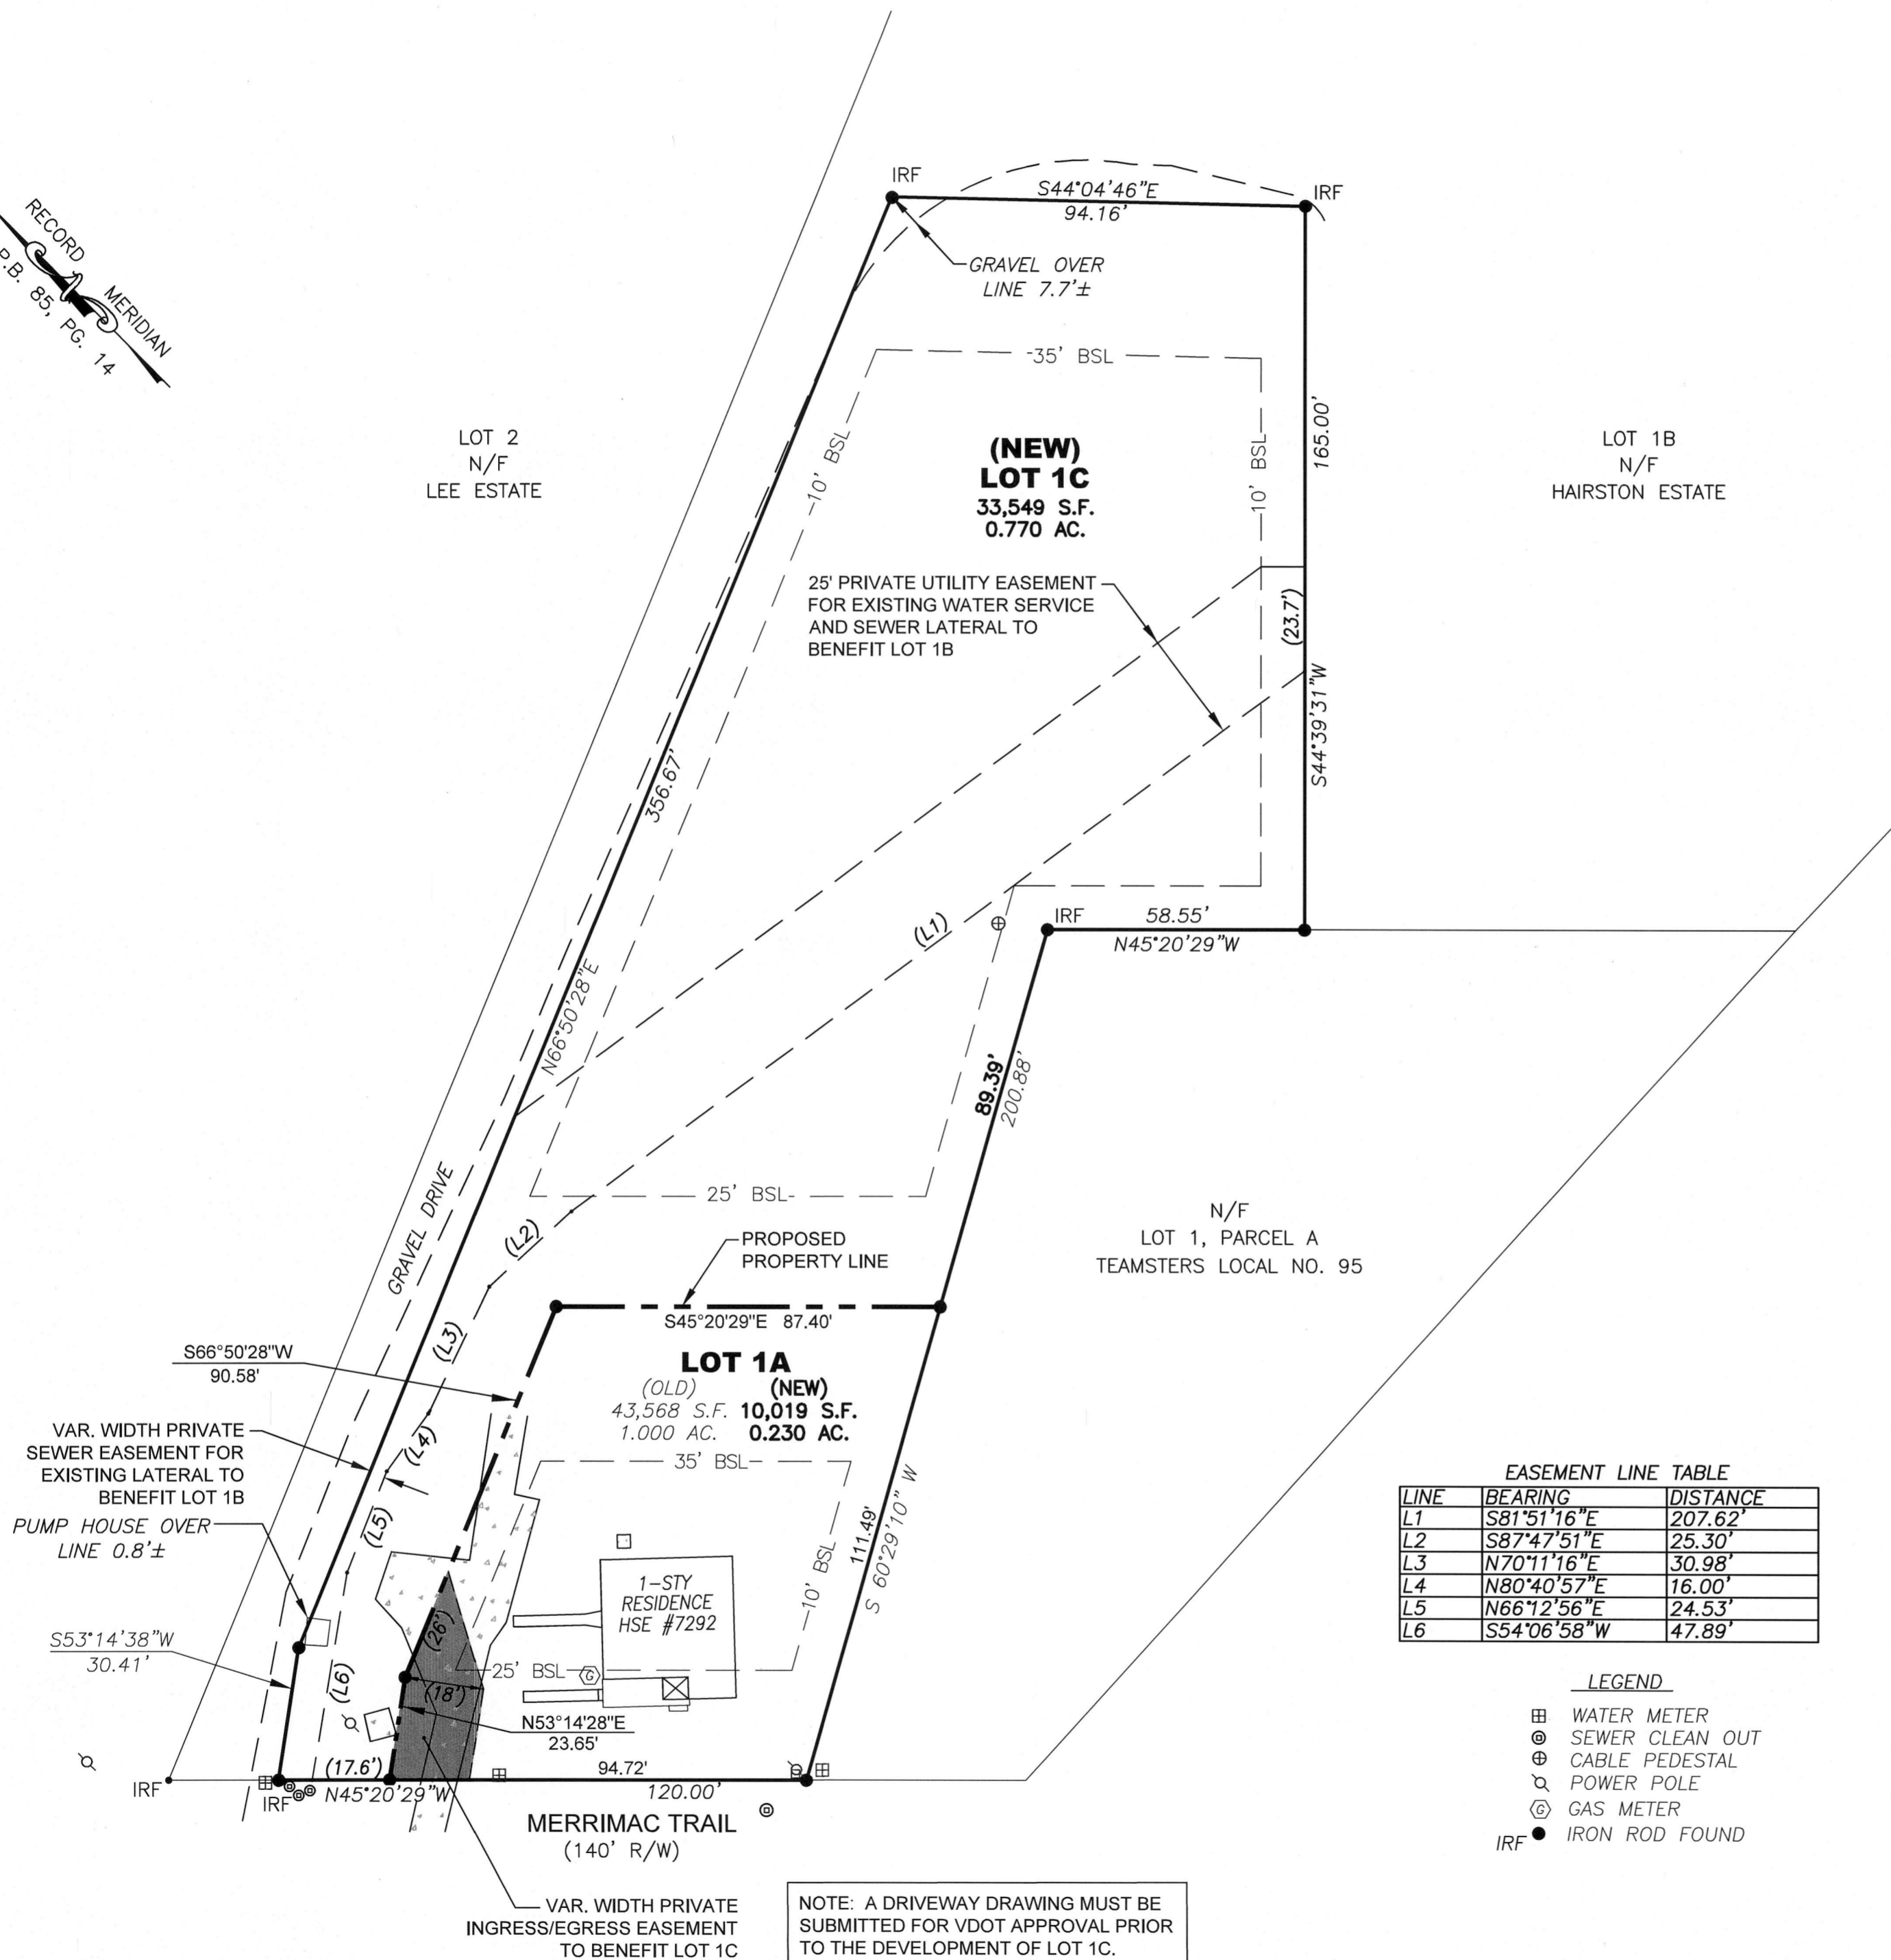 RECORD
MERIDIAN
P.B. 85, PG. 14
IRF
S44°04'46"E
94.16'
IRF
GRAVEL OVER
LINE 7.7'±
35' BSL
LOT 2
N/F
LEE ESTATE
10' BSL
(NEW)
LOT 1C
33,549 S.F.
0.770 AC.
10' BSL
165.00'
LOT 1B
N/F
HAIRSTON ESTATE
25' PRIVATE UTILITY EASEMENT
FOR EXISTING WATER SERVICE
AND SEWER LATERAL TO
BENEFIT LOT 1B
(23.7')
S44°39'31"W
356.67'
N66°50'28"E
(L1)
IRF
58.55'
N45°20'29"W
89.39'
200.88'
GRAVEL DRIVE
25' BSL
(L2)
PROPOSED
PROPERTY LINE
N/F
LOT 1, PARCEL A
TEAMSTERS LOCAL NO. 95
S45°20'29"E 87.40'
(L3)
S66°50'28"W
90.58'
LOT 1A
(OLD) (NEW)
43,568 S.F. 10,019 S.F.
1.000 AC. 0.230 AC.
VAR. WIDTH PRIVATE
SEWER EASEMENT FOR
EXISTING LATERAL TO
BENEFIT LOT 1B
(L4)
35' BSL
PUMP HOUSE OVER
LINE 0.8'±
(L5)
111.49'
S 60°29'10" W
10' BSL
1-STY
RESIDENCE
HSE #7292
S53°14'38"W
30.41'
(26')
25' BSL
G
(L6)
(18')
N53°14'28"E
23.65'
(17.6')
94.72'
IRF
IRF
N45°20'29"W
120.00'
MERRIMAC TRAIL
(140' R/W)
VAR. WIDTH PRIVATE
INGRESS/EGRESS EASEMENT
TO BENEFIT LOT 1C
NOTE: A DRIVEWAY DRAWING MUST BE
SUBMITTED FOR VDOT APPROVAL PRIOR
TO THE DEVELOPMENT OF LOT 1C.
EASEMENT LINE TABLE
LINE BEARING DISTANCE
L1 S81°51'16"E 207.62'
L2 S87°47'51"E 25.30'
L3 N70°11'16"E 30.98'
L4 N80°40'57"E 16.00'
L5 N66°12'56"E 24.53'
L6 S54°06'58"W 47.89'
LEGEND
WATER METER
SEWER CLEAN OUT
CABLE PEDESTAL
POWER POLE
G GAS METER
IRF IRON ROD FOUND